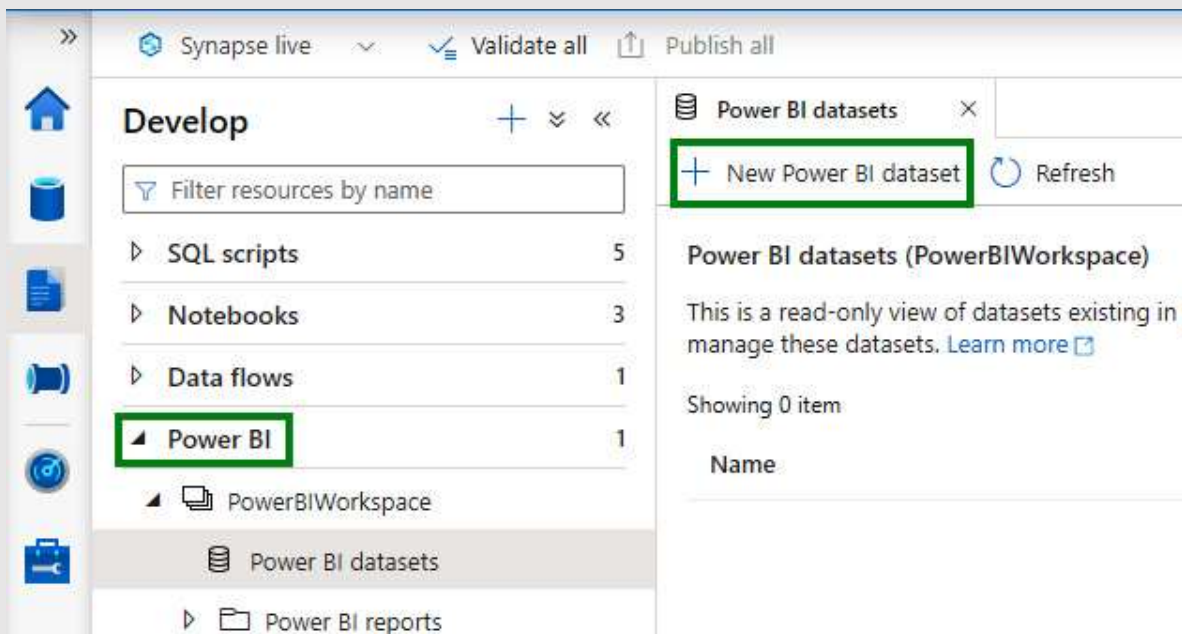 Synapse live Validate all Publish all
Develop
Filter resources by name
SQL scripts 5
Notebooks 3
Data flows 1
Power BI 1
PowerBIWorkspace
Power BI datasets
Power BI reports
Power BI datasets
New Power BI dataset Refresh
Power BI datasets (PowerBIWorkspace)
This is a read-only view of datasets existing in
manage these datasets. Learn more
Showing 0 item
Name